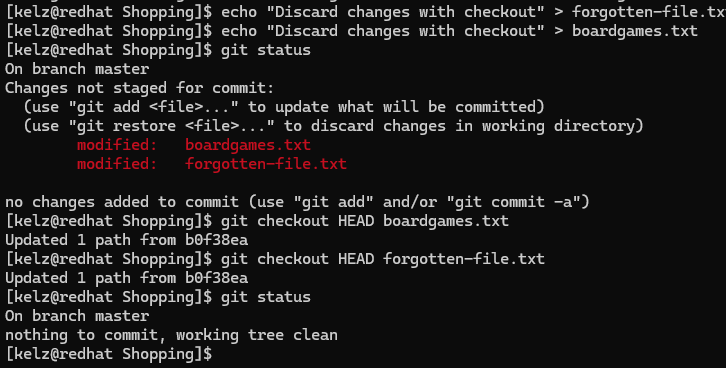 [kelz@redhat Shopping]$ echo "Discard changes with checkout" > forgotten-file.tx
[kelz@redhat Shopping]$ echo "Discard changes with checkout" > boardgames.txt
[kelz@redhat Shopping]$ git status
On branch master
Changes not staged for commit:
  (use "git add <file>..." to update what will be committed)
  (use "git restore <file>..." to discard changes in working directory)
        modified:   boardgames.txt
        modified:   forgotten-file.txt

no changes added to commit (use "git add" and/or "git commit -a")
[kelz@redhat Shopping]$ git checkout HEAD boardgames.txt
Updated 1 path from b0f38ea
[kelz@redhat Shopping]$ git checkout HEAD forgotten-file.txt
Updated 1 path from b0f38ea
[kelz@redhat Shopping]$ git status
On branch master
nothing to commit, working tree clean
[kelz@redhat Shopping]$